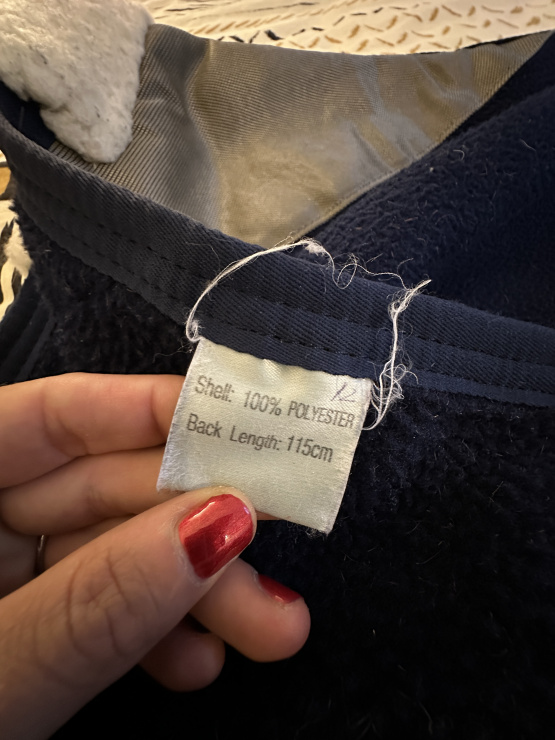 Shell: 100% POLYESTER
Back Length: 115cm